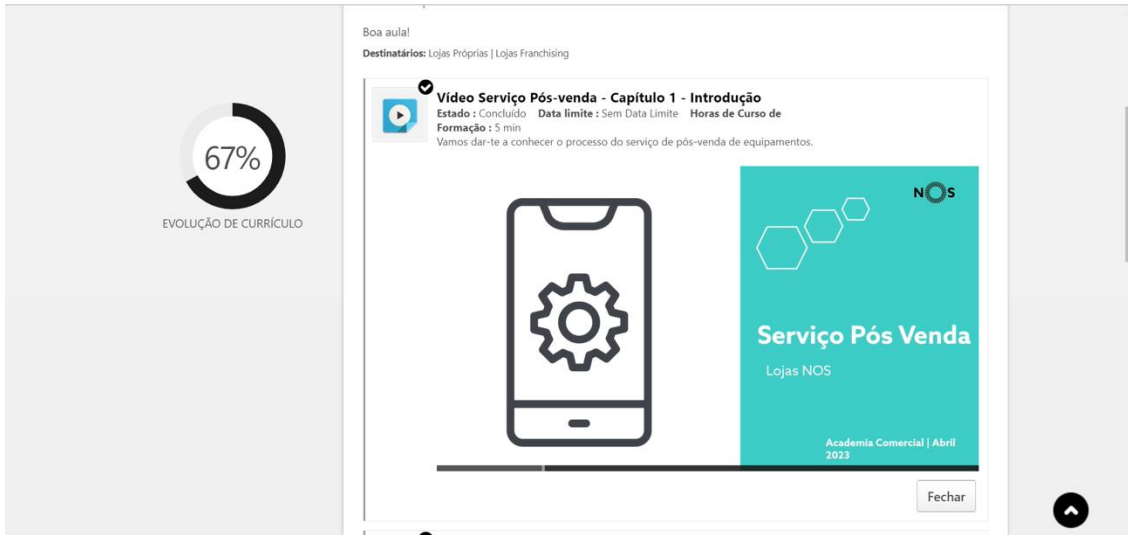 Boa aula!
Destinatários: Lojas Próprias | Lojas Franchising
Vídeo Serviço Pós-venda - Capítulo 1 - Introdução
Estado : Concluído Data limite : Sem Data Limite Horas de Curso de
Formação : 5 min
Vamos dar-te a conhecer o processo do serviço de pós-venda de equipamentos.
67%
EVOLUÇÃO DE CURRÍCULO
NOS
Serviço Pós Venda
Lojas NOS
Academia Comercial | Abril
2023
Fechar